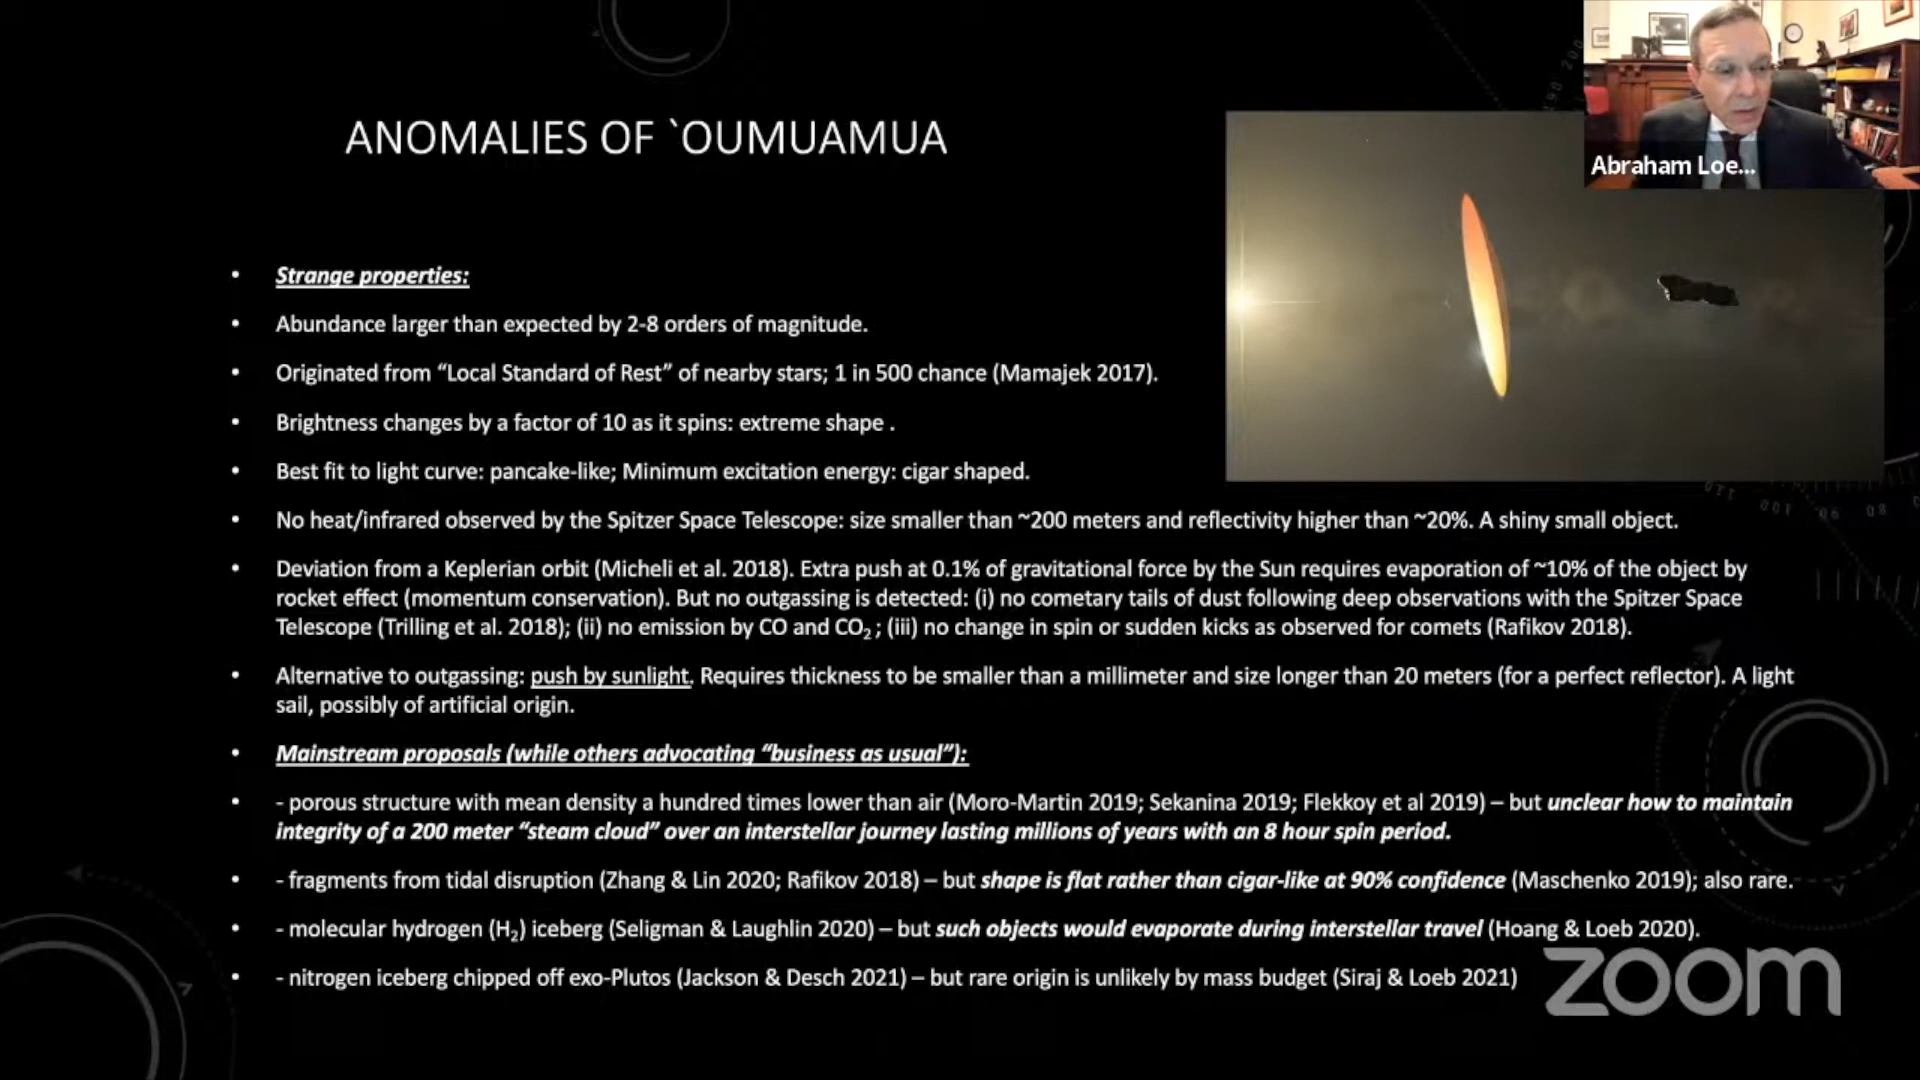 Abraham Loe...
ANOMALIES OF `OUMUAMUA
• Strange properties:
• Abundance larger than expected by 2-8 orders of magnitude.
• Originated from “Local Standard of Rest” of nearby stars; 1 in 500 chance (Mamajek 2017).
• Brightness changes by a factor of 10 as it spins: extreme shape .
• Best fit to light curve: pancake-like; Minimum excitation energy: cigar shaped.
• No heat/infrared observed by the Spitzer Space Telescope: size smaller than ~200 meters and reflectivity higher than ~20%. A shiny small object.
• Deviation from a Keplerian orbit (Micheli et al. 2018). Extra push at 0.1% of gravitational force by the Sun requires evaporation of ~10% of the object by
rocket effect (momentum conservation). But no outgassing is detected: (i) no cometary tails of dust following deep observations with the Spitzer Space
Telescope (Trilling et al. 2018); (ii) no emission by CO and CO₂ ; (iii) no change in spin or sudden kicks as observed for comets (Rafikov 2018).
• Alternative to outgassing: push by sunlight. Requires thickness to be smaller than a millimeter and size longer than 20 meters (for a perfect reflector). A light
sail, possibly of artificial origin.
• Mainstream proposals (while others advocating “business as usual”):
• - porous structure with mean density a hundred times lower than air (Moro-Martin 2019; Sekanina 2019; Flekkoy et al 2019) – but unclear how to maintain
integrity of a 200 meter “steam cloud” over an interstellar journey lasting millions of years with an 8 hour spin period.
• - fragments from tidal disruption (Zhang & Lin 2020; Rafikov 2018) – but shape is flat rather than cigar-like at 90% confidence (Maschenko 2019); also rare.
• - molecular hydrogen (H₂) iceberg (Seligman & Laughlin 2020) – but such objects would evaporate during interstellar travel (Hoang & Loeb 2020).
• - nitrogen iceberg chipped off exo-Plutos (Jackson & Desch 2021) – but rare origin is unlikely by mass budget (Siraj & Loeb 2021)
zoom